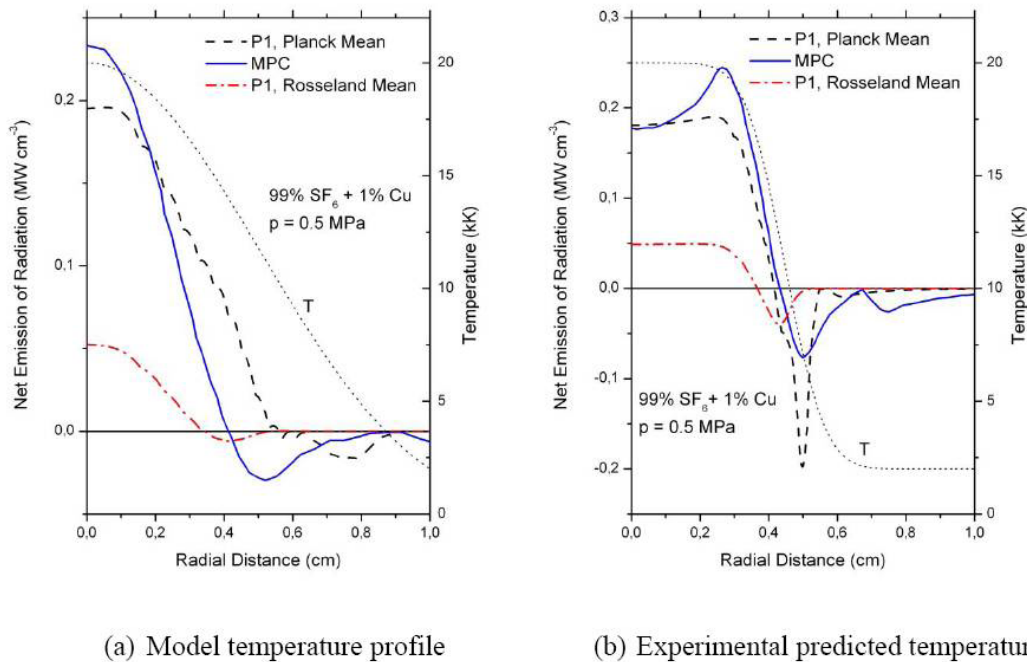 P1, Planck Mean
MPC
P1, Rosseland Mean
99% SF6 + 1% Cu
p = 0.5 MPa
T
Net Emission of Radiation (MW cm-3)
0.2
0.1
0.0
Temperature (kK)
20
15
10
5
0
0,0 0,2 0,4 0,6 0,8 1,0
Radial Distance (cm)
(a) Model temperature profile
P1, Planck Mean
MPC
P1, Rosseland Mean
99% SF6 + 1% Cu
p = 0.5 MPa
T
Net Emission of Radiation (MW cm-3)
0,3
0,2
0,1
0,0
-0,1
-0,2
Temperature (kK)
20
15
10
5
0
0,0 0,2 0,4 0,6 0,8 1,0
Radial Distance (cm)
(b) Experimental predicted temperatu